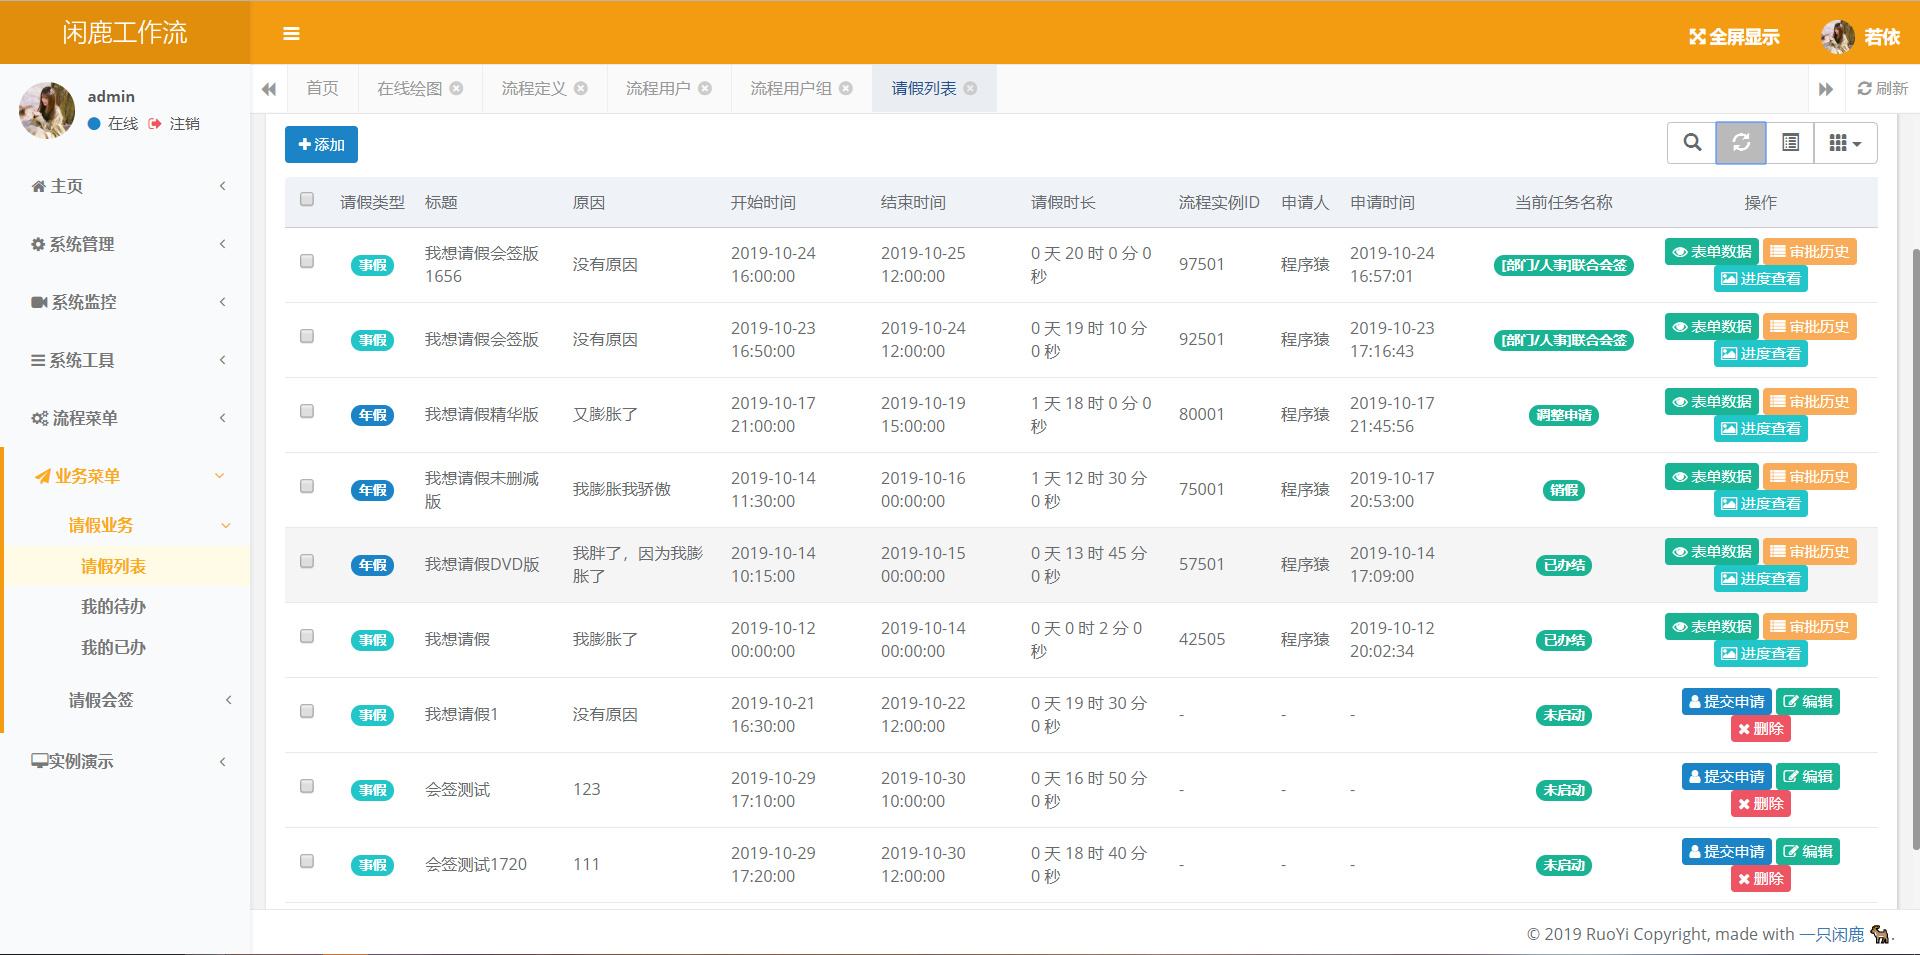 闲鹿工作流
全屏显示 若依
admin
在线 注销
首页 在线绘图 流程定义 流程用户 流程用户组 请假列表 刷新
主页
系统管理
系统监控
系统工具
流程菜单
业务菜单
请假业务
请假列表
我的待办
我的已办
请假会签
实例演示
添加
请假类型 标题 原因 开始时间 结束时间 请假时长 流程实例ID 申请人 申请时间 当前任务名称 操作
事假 我想请假会签版1656 没有原因 2019-10-24 16:00:00 2019-10-25 12:00:00 0 天 20 时 0 分 0 秒 97501 程序猿 2019-10-24 16:57:01 [部门/人事]联合会签 表单数据 审批历史 进度查看
事假 我想请假会签版 没有原因 2019-10-23 16:50:00 2019-10-24 12:00:00 0 天 19 时 10 分 0 秒 92501 程序猿 2019-10-23 17:16:43 [部门/人事]联合会签 表单数据 审批历史 进度查看
年假 我想请假精华版 又膨胀了 2019-10-17 21:00:00 2019-10-19 15:00:00 1 天 18 时 0 分 0 秒 80001 程序猿 2019-10-17 21:45:56 调整申请 表单数据 审批历史 进度查看
年假 我想请假未删减版 我膨胀我骄傲 2019-10-14 11:30:00 2019-10-16 00:00:00 1 天 12 时 30 分 0 秒 75001 程序猿 2019-10-17 20:53:00 销假 表单数据 审批历史 进度查看
年假 我想请假DVD版 我胖了，因为我膨胀了 2019-10-14 10:15:00 2019-10-15 00:00:00 0 天 13 时 45 分 0 秒 57501 程序猿 2019-10-14 17:09:00 已办结 表单数据 审批历史 进度查看
事假 我想请假 我膨胀了 2019-10-12 00:00:00 2019-10-14 00:00:00 0 天 0 时 2 分 0 秒 42505 程序猿 2019-10-12 20:02:34 已办结 表单数据 审批历史 进度查看
事假 我想请假1 没有原因 2019-10-21 16:30:00 2019-10-22 12:00:00 0 天 19 时 30 分 0 秒 - - - 未启动 提交申请 编辑 删除
事假 会签测试 123 2019-10-29 17:10:00 2019-10-30 10:00:00 0 天 16 时 50 分 0 秒 - - - 未启动 提交申请 编辑 删除
事假 会签测试1720 111 2019-10-29 17:20:00 2019-10-30 12:00:00 0 天 18 时 40 分 0 秒 - - - 未启动 提交申请 编辑 删除
© 2019 RuoYi Copyright, made with 一只闲鹿 .